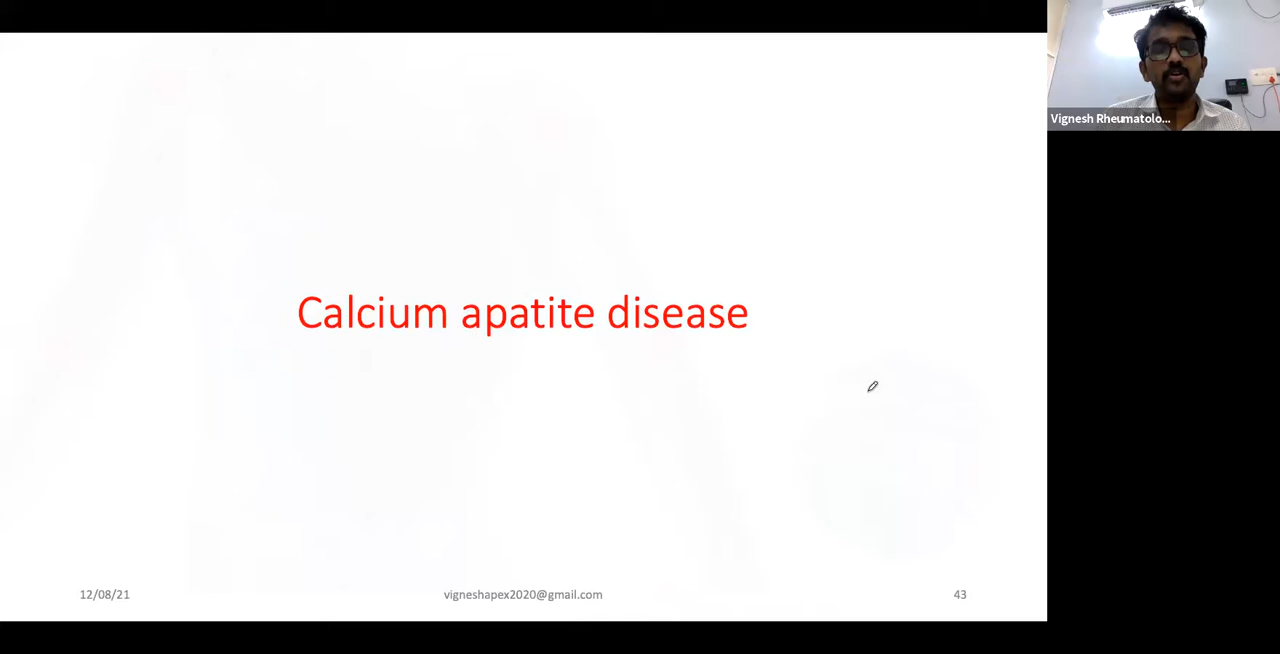 Vignesh Rheumatolo...
Calcium apatite disease
12/08/21
vigneshapex2020@gmail.com
43